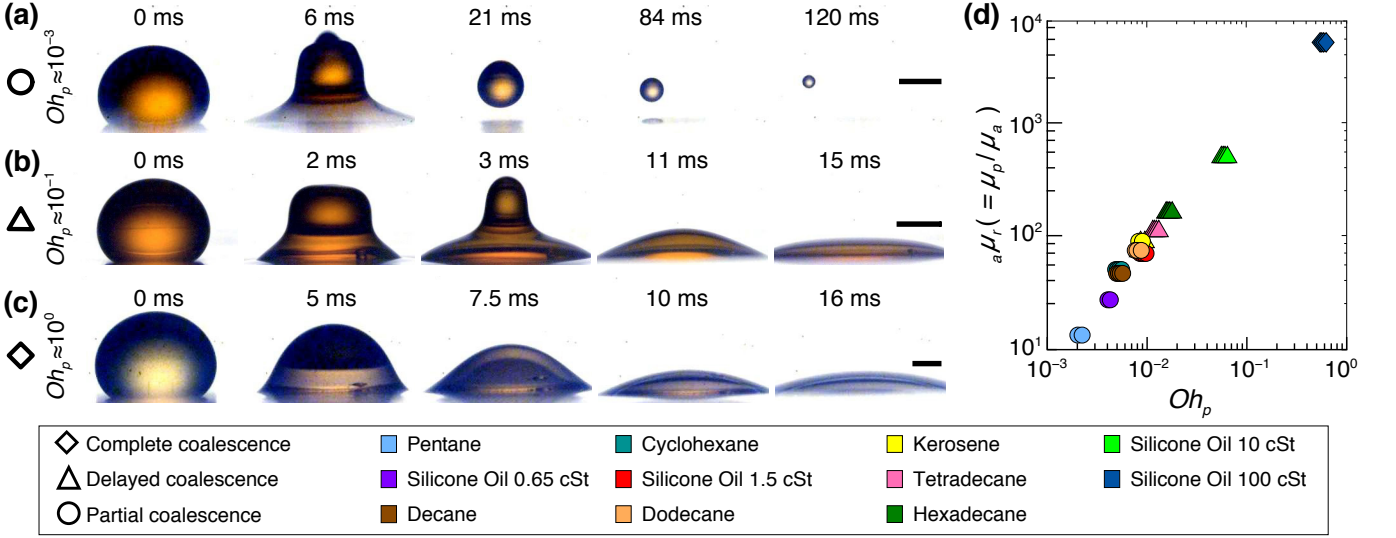 (a)
0 ms 6 ms 21 ms 84 ms 120 ms
Oh_p ≈ 10^-3
(b)
0 ms 2 ms 3 ms 11 ms 15 ms
Oh_p ≈ 10^-1
(c)
0 ms 5 ms 7.5 ms 10 ms 16 ms
Oh_p ≈ 10^0
(d)
10^4
10^3
10^2
10^1
_aμ_r ( = μ_p / μ_a )
10^-3 10^-2 10^-1 10^0
Oh_p
Complete coalescence Pentane Cyclohexane Kerosene Silicone Oil 10 cSt
Delayed coalescence Silicone Oil 0.65 cSt Silicone Oil 1.5 cSt Tetradecane Silicone Oil 100 cSt
Partial coalescence Decane Dodecane Hexadecane